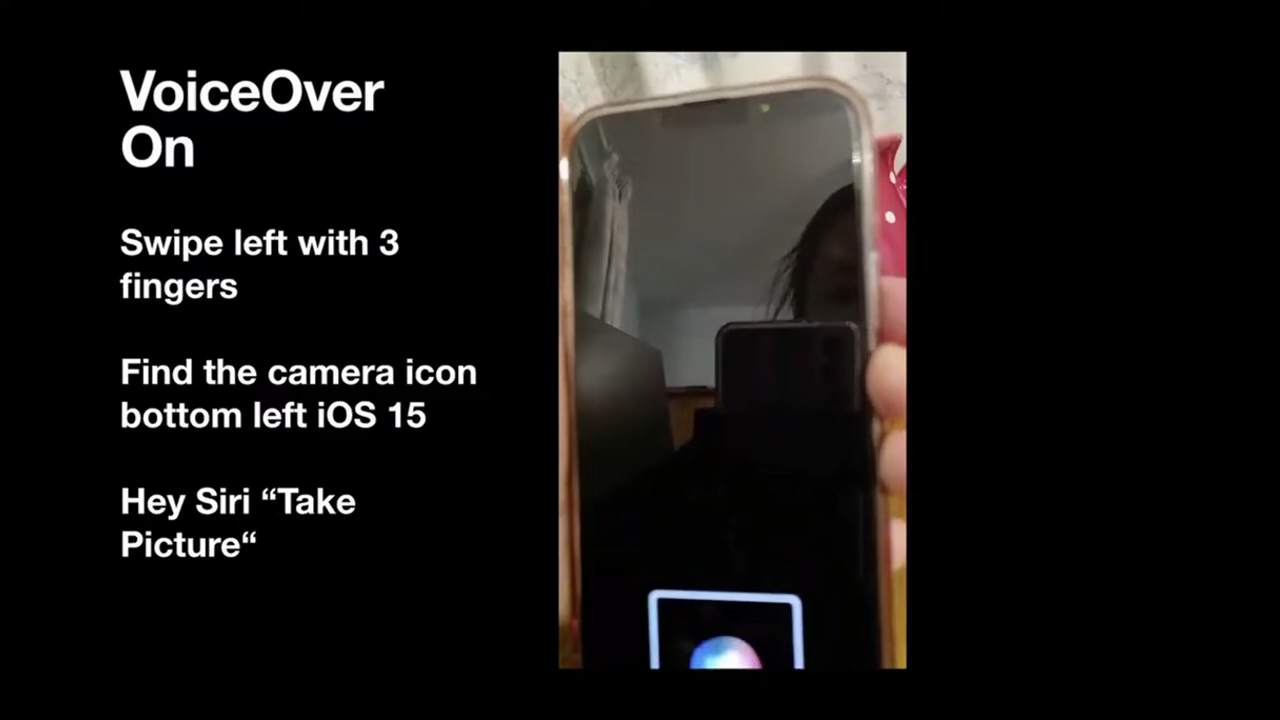 VoiceOver
On
Swipe left with 3
fingers
Find the camera icon
bottom left iOS 15
Hey Siri “Take
Picture“